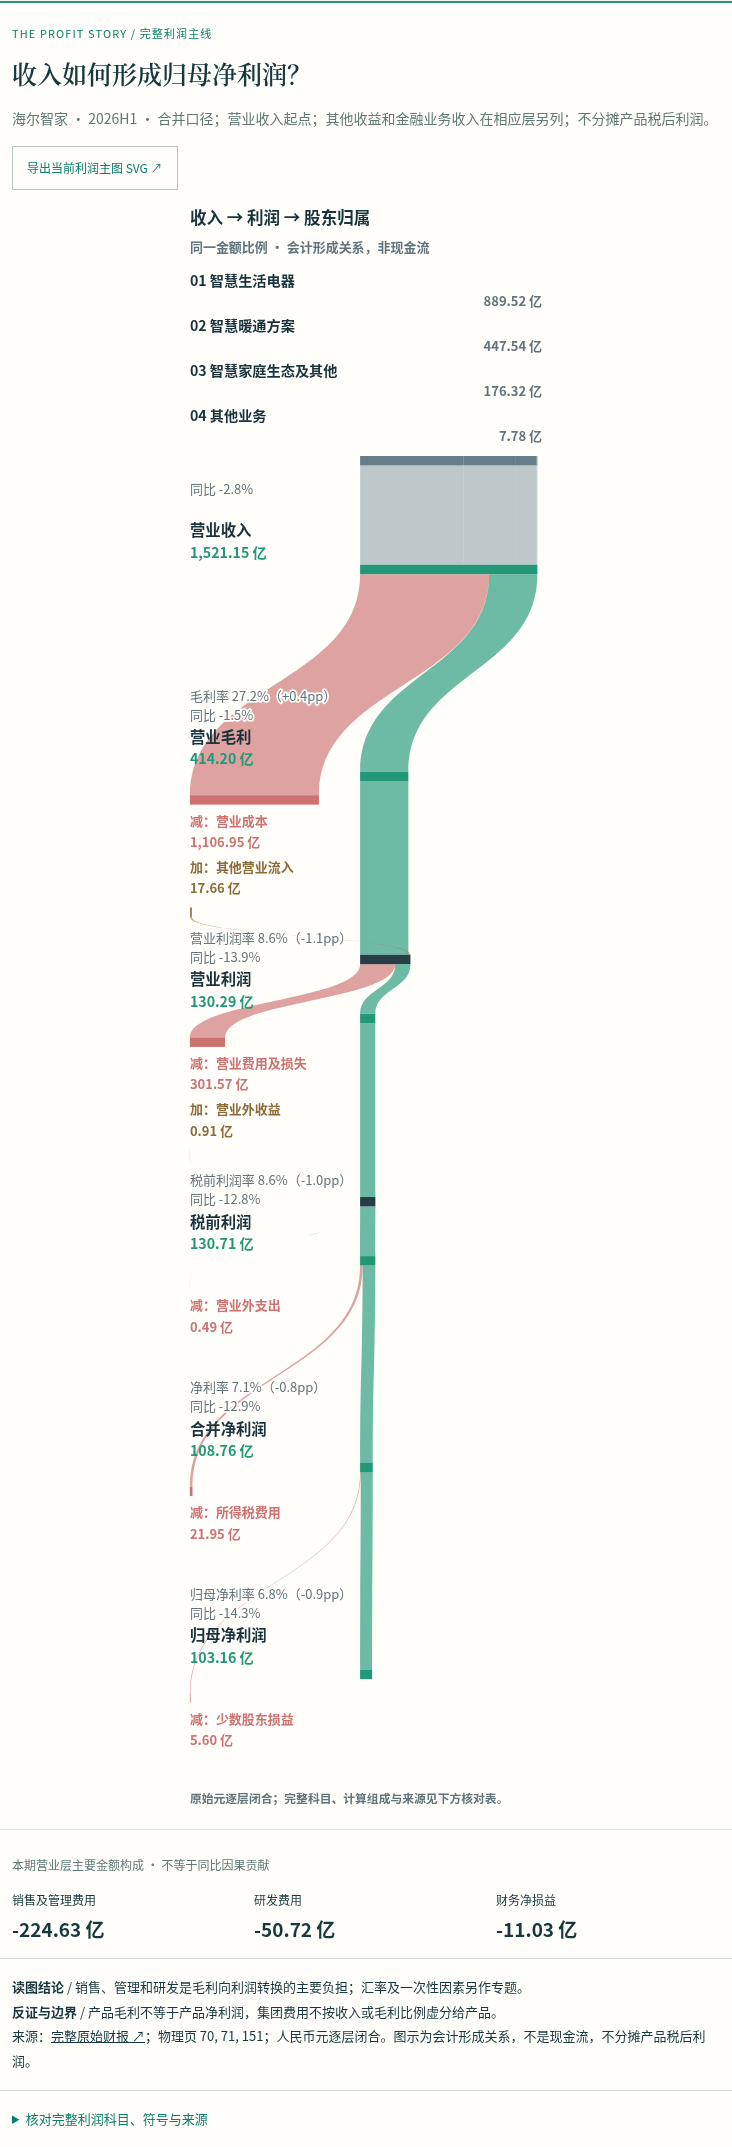 THE PROFIT STORY / 完整利润主线
收入如何形成归母净利润？
海尔智家 · 2026H1 · 合并口径；营业收入起点；其他收益和金融业务收入在相应层另列；不分摊产品税后利润。
导出当前利润主图 SVG ↗
收入 → 利润 → 股东归属
同一金额比例 · 会计形成关系，非现金流
01 智慧生活电器
889.52 亿
02 智慧暖通方案
447.54 亿
03 智慧家庭生态及其他
176.32 亿
04 其他业务
7.78 亿
同比 -2.8%
营业收入
1,521.15 亿
毛利率 27.2%（+0.4pp）
同比 -1.5%
营业毛利
414.20 亿
减：营业成本
1,106.95 亿
加：其他营业流入
17.66 亿
营业利润率 8.6%（-1.1pp）
同比 -13.9%
营业利润
130.29 亿
减：营业费用及损失
301.57 亿
加：营业外收益
0.91 亿
税前利润率 8.6%（-1.0pp）
同比 -12.8%
税前利润
130.71 亿
减：营业外支出
0.49 亿
净利率 7.1%（-0.8pp）
同比 -12.9%
合并净利润
108.76 亿
减：所得税费用
21.95 亿
归母净利率 6.8%（-0.9pp）
同比 -14.3%
归母净利润
103.16 亿
减：少数股东损益
5.60 亿
原始元逐层闭合；完整科目、计算组成与来源见下方核对表。
本期营业层主要金额构成 · 不等于同比因果贡献
销售及管理费用
-224.63 亿
研发费用
-50.72 亿
财务净损益
-11.03 亿
读图结论 / 销售、管理和研发是毛利向利润转换的主要负担；汇率及一次性因素另作专题。
反证与边界 / 产品毛利不等于产品净利润，集团费用不按收入或毛利比例虚分给产品。
来源：完整原始财报 ↗；物理页 70, 71, 151；人民币元逐层闭合。图示为会计形成关系，不是现金流，不分摊产品税后利
润。
▶ 核对完整利润科目、符号与来源